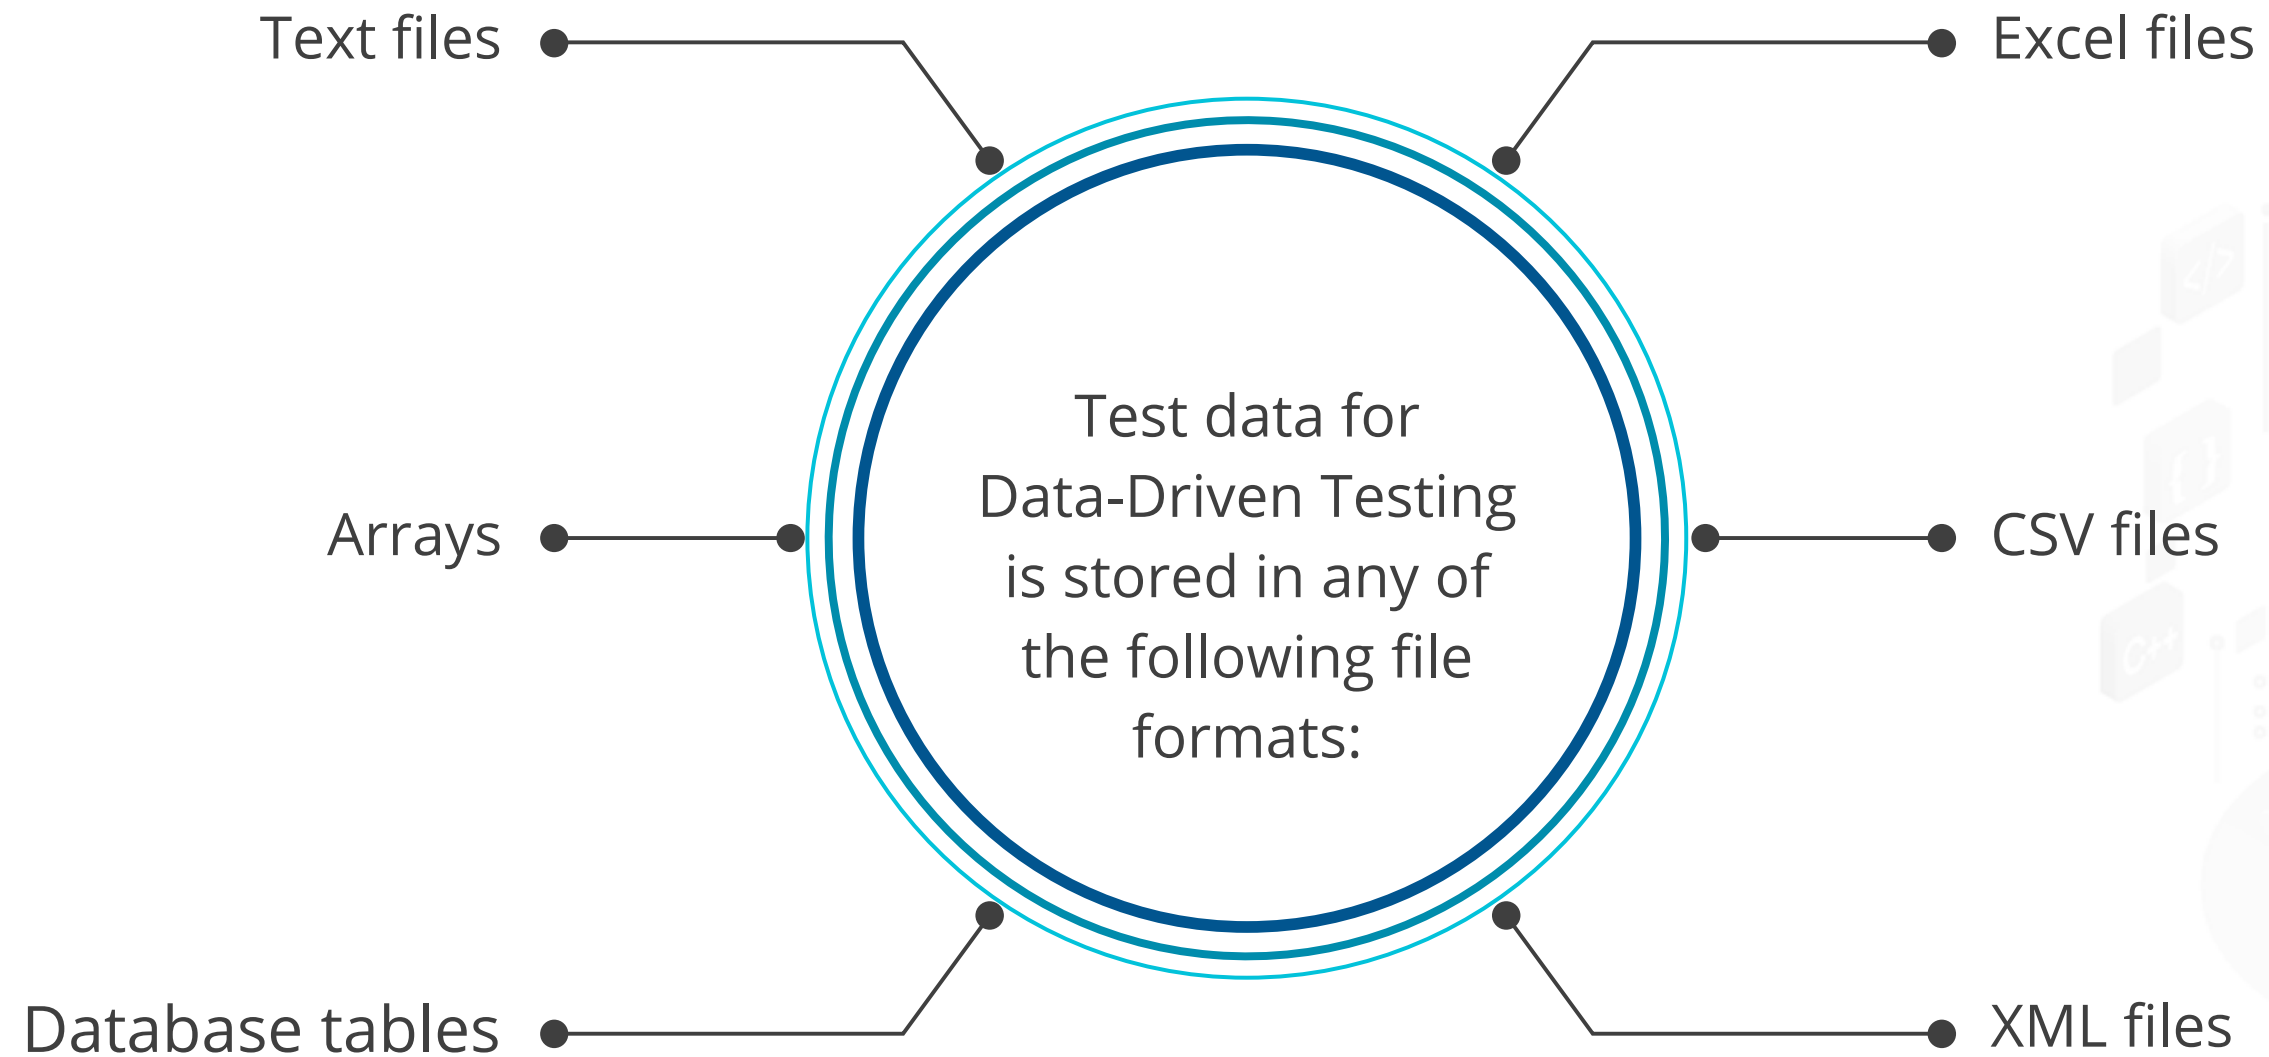 Text files
Excel files
Test data for
Data-Driven Testing
is stored in any of
the following file
formats:
Arrays
CSV files
Database tables
XML files
</>
{ }
C++